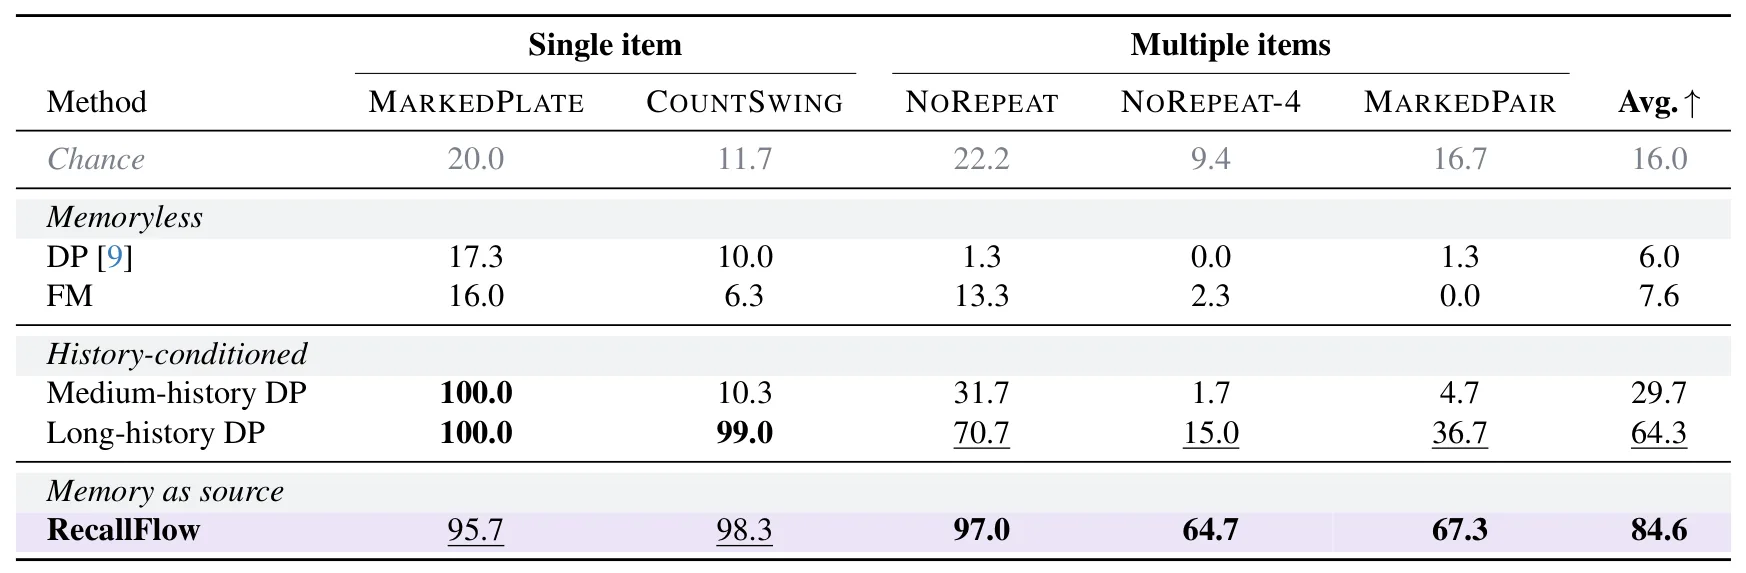 Single item Multiple items
Method MARKEDPLATE COUNTSWING NOREPEAT NOREPEAT-4 MARKEDPAIR Avg.↑
Chance 20.0 11.7 22.2 9.4 16.7 16.0
Memoryless
DP [9] 17.3 10.0 1.3 0.0 1.3 6.0
FM 16.0 6.3 13.3 2.3 0.0 7.6
History-conditioned
Medium-history DP 100.0 10.3 31.7 1.7 4.7 29.7
Long-history DP 100.0 99.0 70.7 15.0 36.7 64.3
Memory as source
RecallFlow 95.7 98.3 97.0 64.7 67.3 84.6